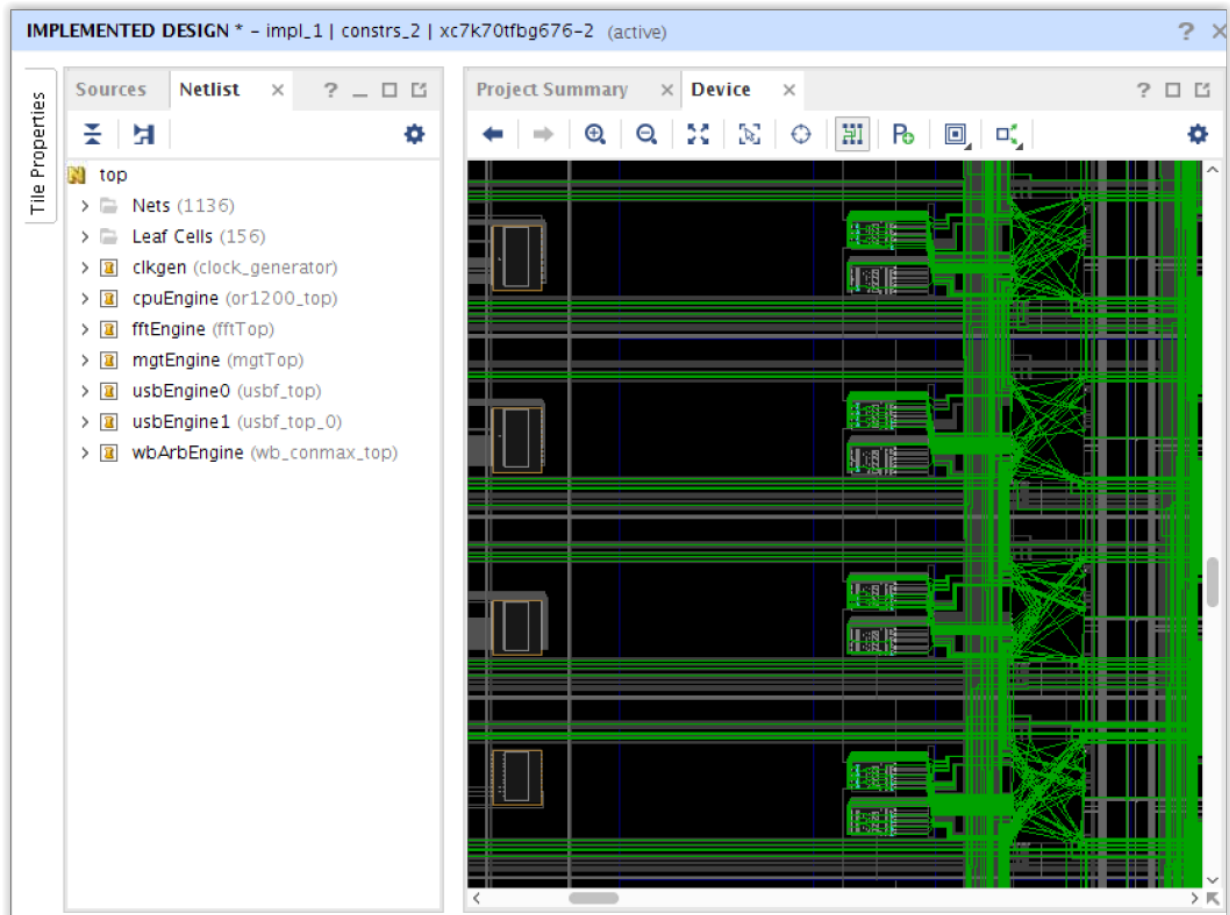 IMPLEMENTED DESIGN * - impl_1 | constrs_2 | xc7k70tfbg676-2 (active)
Tile Properties
Sources Netlist
Project Summary Device
top
Nets (1136)
Leaf Cells (156)
clkgen (clock_generator)
cpuEngine (or1200_top)
fftEngine (fftTop)
mgtEngine (mgtTop)
usbEngine0 (usbf_top)
usbEngine1 (usbf_top_0)
wbArbEngine (wb_conmax_top)